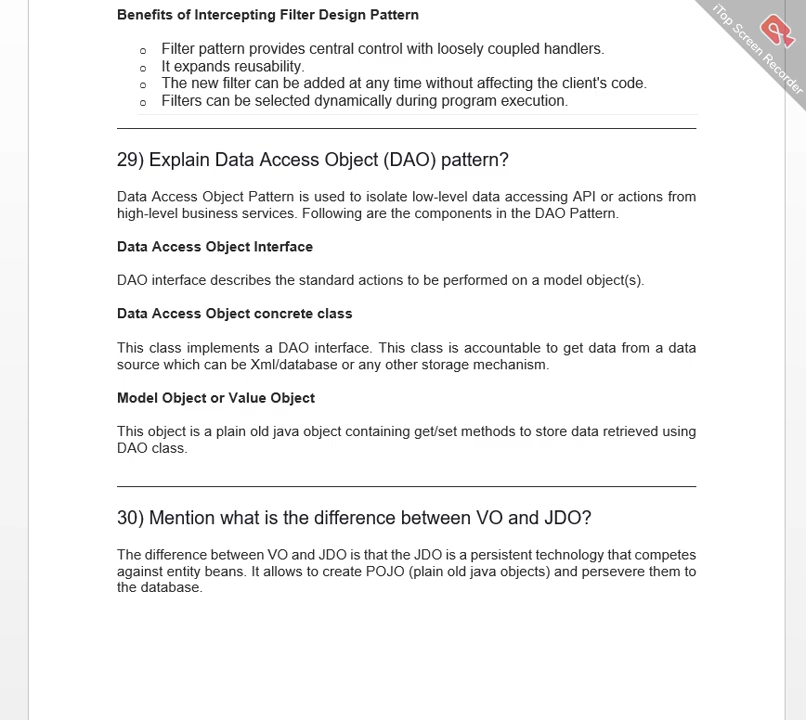 Benefits of Intercepting Filter Design Pattern
iTop Screen Recorder
o Filter pattern provides central control with loosely coupled handlers.
o It expands reusability.
o The new filter can be added at any time without affecting the client's code.
o Filters can be selected dynamically during program execution.
29) Explain Data Access Object (DAO) pattern?
Data Access Object Pattern is used to isolate low-level data accessing API or actions from
high-level business services. Following are the components in the DAO Pattern.
Data Access Object Interface
DAO interface describes the standard actions to be performed on a model object(s).
Data Access Object concrete class
This class implements a DAO interface. This class is accountable to get data from a data
source which can be Xml/database or any other storage mechanism.
Model Object or Value Object
This object is a plain old java object containing get/set methods to store data retrieved using
DAO class.
30) Mention what is the difference between VO and JDO?
The difference between VO and JDO is that the JDO is a persistent technology that competes
against entity beans. It allows to create POJO (plain old java objects) and persevere them to
the database.